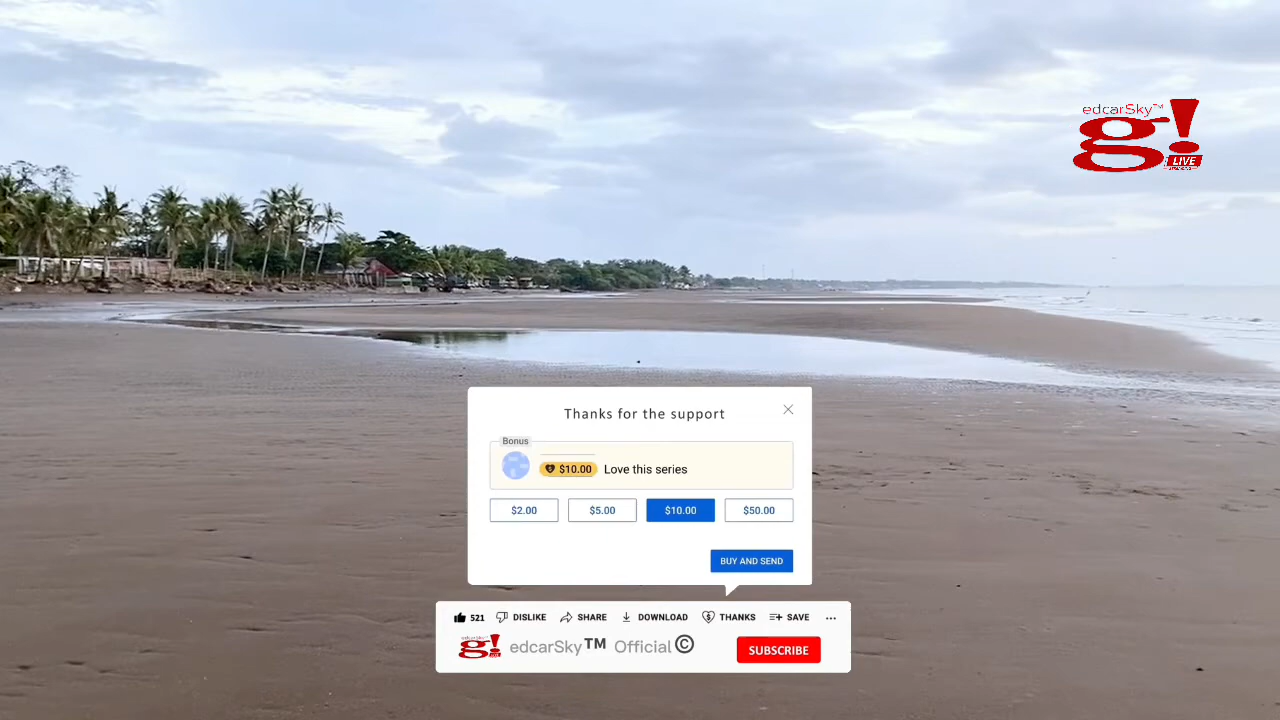 edcarSky™
g!
LIVE
Thanks for the support
Bonus
$10.00 Love this series
$2.00 $5.00 $10.00 $50.00
BUY AND SEND
521 DISLIKE SHARE DOWNLOAD THANKS SAVE ...
g! edcarSky™ Official © SUBSCRIBE